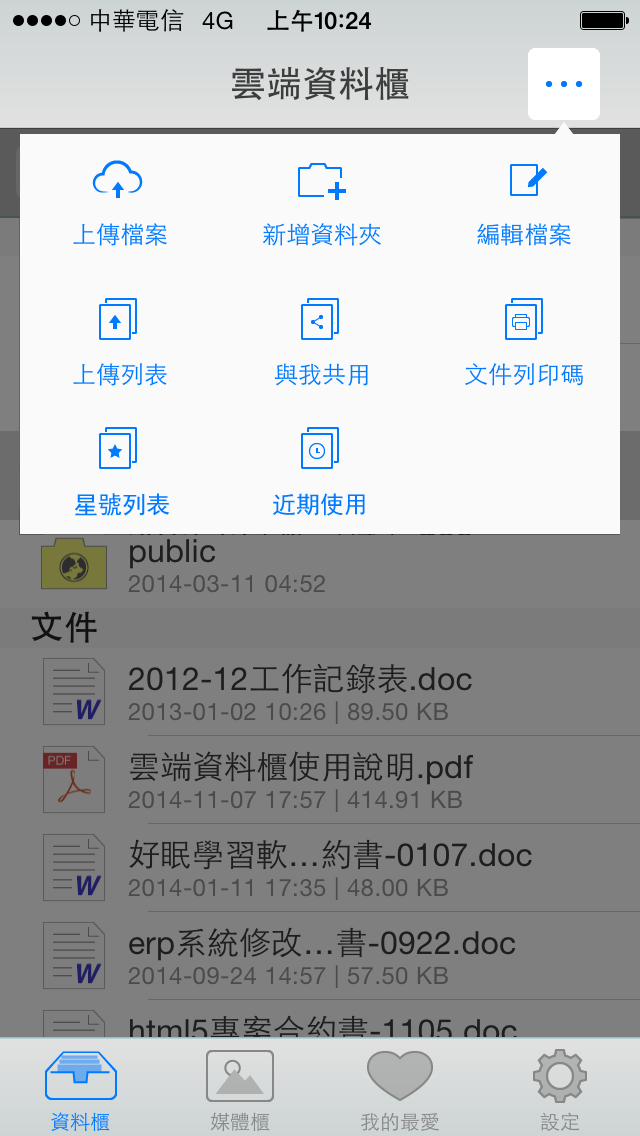 中華電信 4G 上午10:24
雲端資料櫃
上傳檔案 新增資料夾 編輯檔案
上傳列表 與我共用 文件列印碼
星號列表 近期使用
public
2014-03-11 04:52
文件
2012-12工作記錄表.doc
2013-01-02 10:26 | 89.50 KB
W
PDF
雲端資料櫃使用說明.pdf
2014-11-07 17:57 | 414.91 KB
好眠學習軟…約書-0107.doc
2014-01-11 17:35 | 48.00 KB
W
erp系統修改…書-0922.doc
2014-09-24 14:57 | 57.50 KB
W
html5專案合約書-1105.doc
資料櫃 媒體櫃 我的最愛 設定